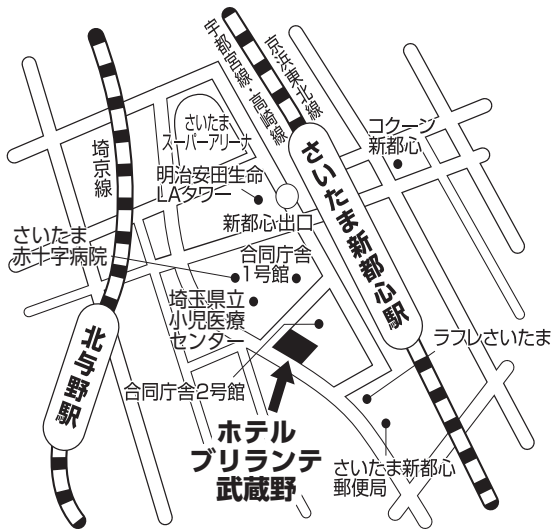 宇都宮線・高崎線
京浜東北線
さいたま
スーパーアリーナ
コクーン
新都心
埼京線
明治安田生命
LAタワー
さいたま新都心駅
新都心出口
さいたま
赤十字病院
合同庁舎
1号館
埼玉県立
小児医療
センター
北与野駅
ラフレさいたま
合同庁舎2号館
ホテル
ブリランテ
武蔵野
さいたま新都心
郵便局